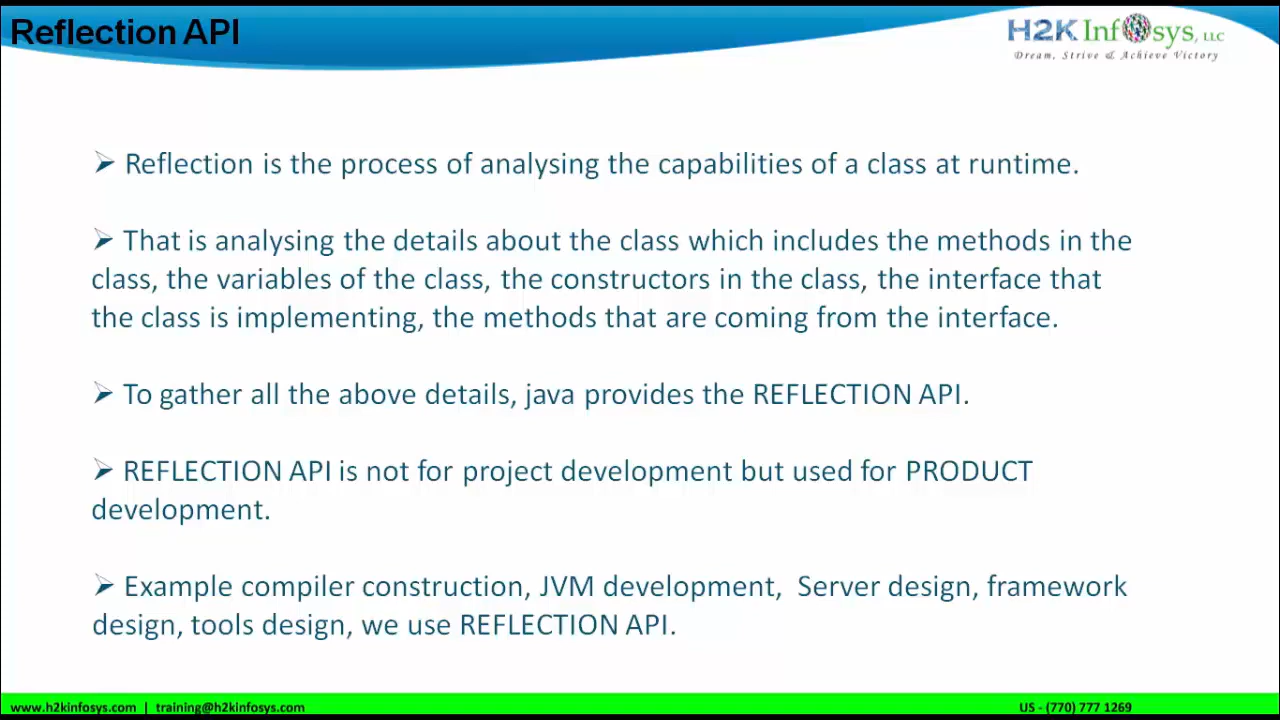 Reflection API
H2K Infosys, LLC
Dream, Strive & Achieve Victory
➢ Reflection is the process of analysing the capabilities of a class at runtime.
➢ That is analysing the details about the class which includes the methods in the
class, the variables of the class, the constructors in the class, the interface that
the class is implementing, the methods that are coming from the interface.
➢ To gather all the above details, java provides the REFLECTION API.
➢ REFLECTION API is not for project development but used for PRODUCT
development.
➢ Example compiler construction, JVM development,  Server design, framework
design, tools design, we use REFLECTION API.
www.h2kinfosys.com | training@h2kinfosys.com US - (770) 777 1269